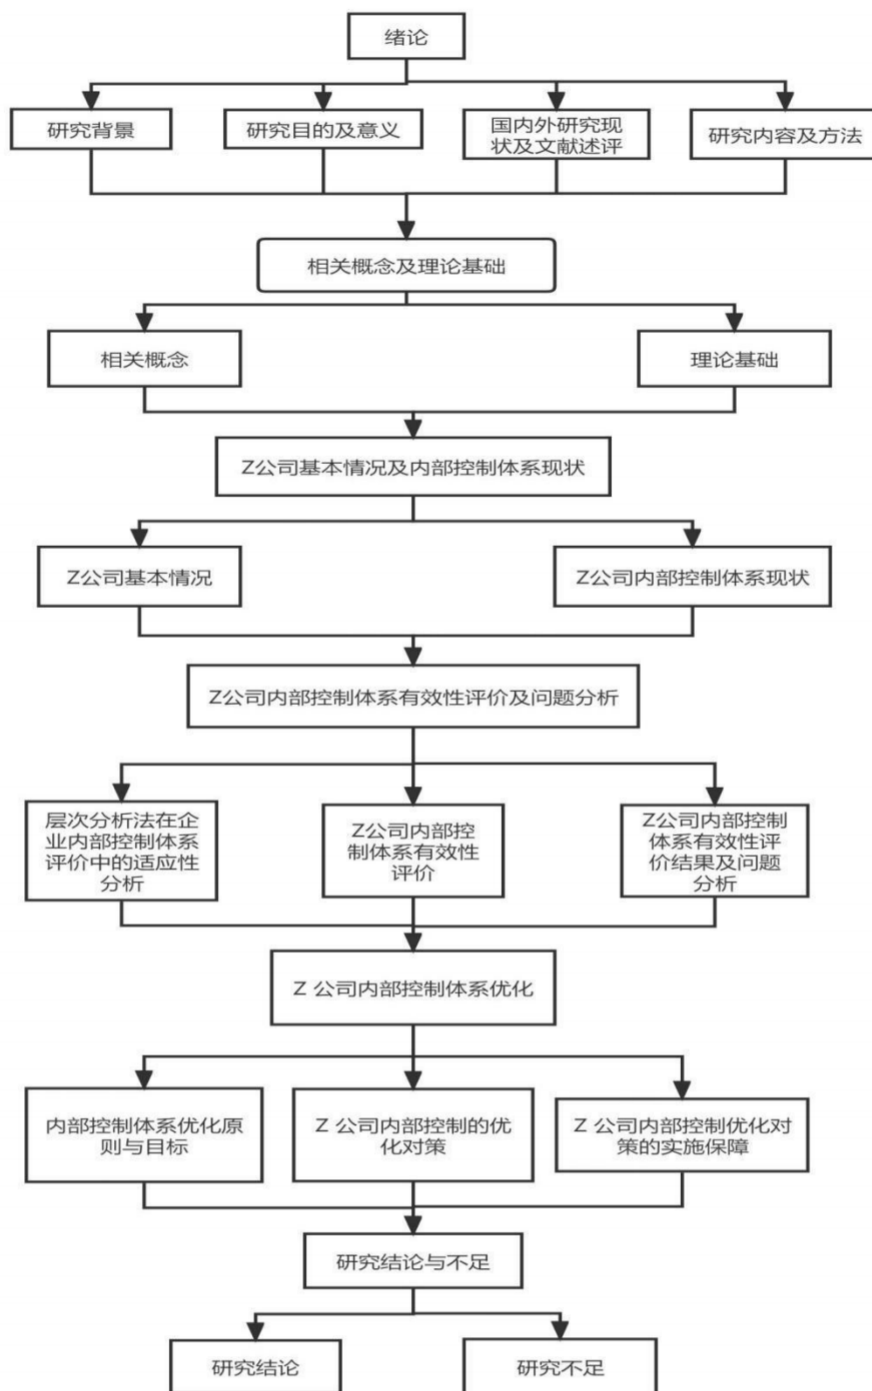 绪论
研究背景
研究目的及意义
国内外研究现
状及文献述评
研究内容及方法
相关概念及理论基础
相关概念
理论基础
Z公司基本情况及内部控制体系现状
Z公司基本情况
Z公司内部控制体系现状
Z公司内部控制体系有效性评价及问题分析
层次分析法在企
业内部控制体系
评价中的适应性
分析
Z公司内部控
制体系有效性
评价
Z公司内部控制
体系有效性评
价结果及问题
分析
Z 公司内部控制体系优化
内部控制体系优化原
则与目标
Z 公司内部控制的优
化对策
Z 公司内部控制优化对
策的实施保障
研究结论与不足
研究结论
研究不足